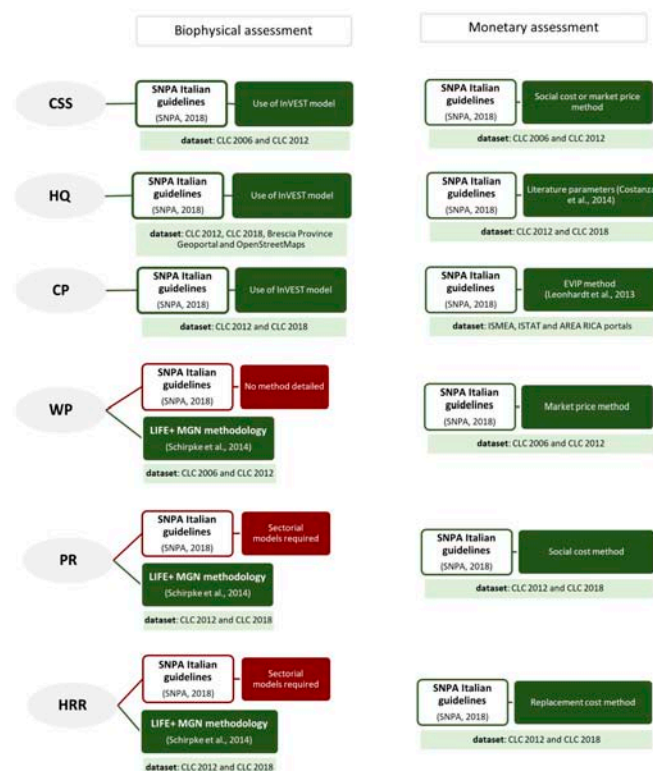 Biophysical assessment
Monetary assessment
CSS
SNPA Italian
guidelines
(SNPA, 2018)
Use of InVEST model
dataset: CLC 2006 and CLC 2012
SNPA Italian
guidelines
(SNPA, 2018)
Social cost or market price
method
dataset: CLC 2006 and CLC 2012
HQ
SNPA Italian
guidelines
(SNPA, 2018)
Use of InVEST model
dataset: CLC 2012, CLC 2018, Brescia Province
Geoportal and OpenStreetMaps
SNPA Italian
guidelines
(SNPA, 2018)
Literature parameters (Costanza
et al., 2014)
dataset: CLC 2012 and CLC 2018
CP
SNPA Italian
guidelines
(SNPA, 2018)
Use of InVEST model
dataset: CLC 2012 and CLC 2018
SNPA Italian
guidelines
(SNPA, 2018)
EVIP method
(Leonhardt et al., 2013
dataset: ISMEA, ISTAT and AREA RICA portals
WP
SNPA Italian
guidelines
(SNPA, 2018)
No method detailed
LIFE+ MGN methodology
(Schirpke et al., 2014)
dataset: CLC 2006 and CLC 2012
SNPA Italian
guidelines
(SNPA, 2018)
Market price method
dataset: CLC 2006 and CLC 2012
PR
SNPA Italian
guidelines
(SNPA, 2018)
Sectorial
models required
LIFE+ MGN methodology
(Schirpke et al., 2014)
dataset: CLC 2012 and CLC 2018
SNPA Italian
guidelines
(SNPA, 2018)
Social cost method
dataset: CLC 2012 and CLC 2018
HRR
SNPA Italian
guidelines
(SNPA, 2018)
Sectorial
models required
LIFE+ MGN methodology
(Schirpke et al., 2014)
dataset: CLC 2012 and CLC 2018
SNPA Italian
guidelines
(SNPA, 2018)
Replacement cost method
dataset: CLC 2012 and CLC 2018